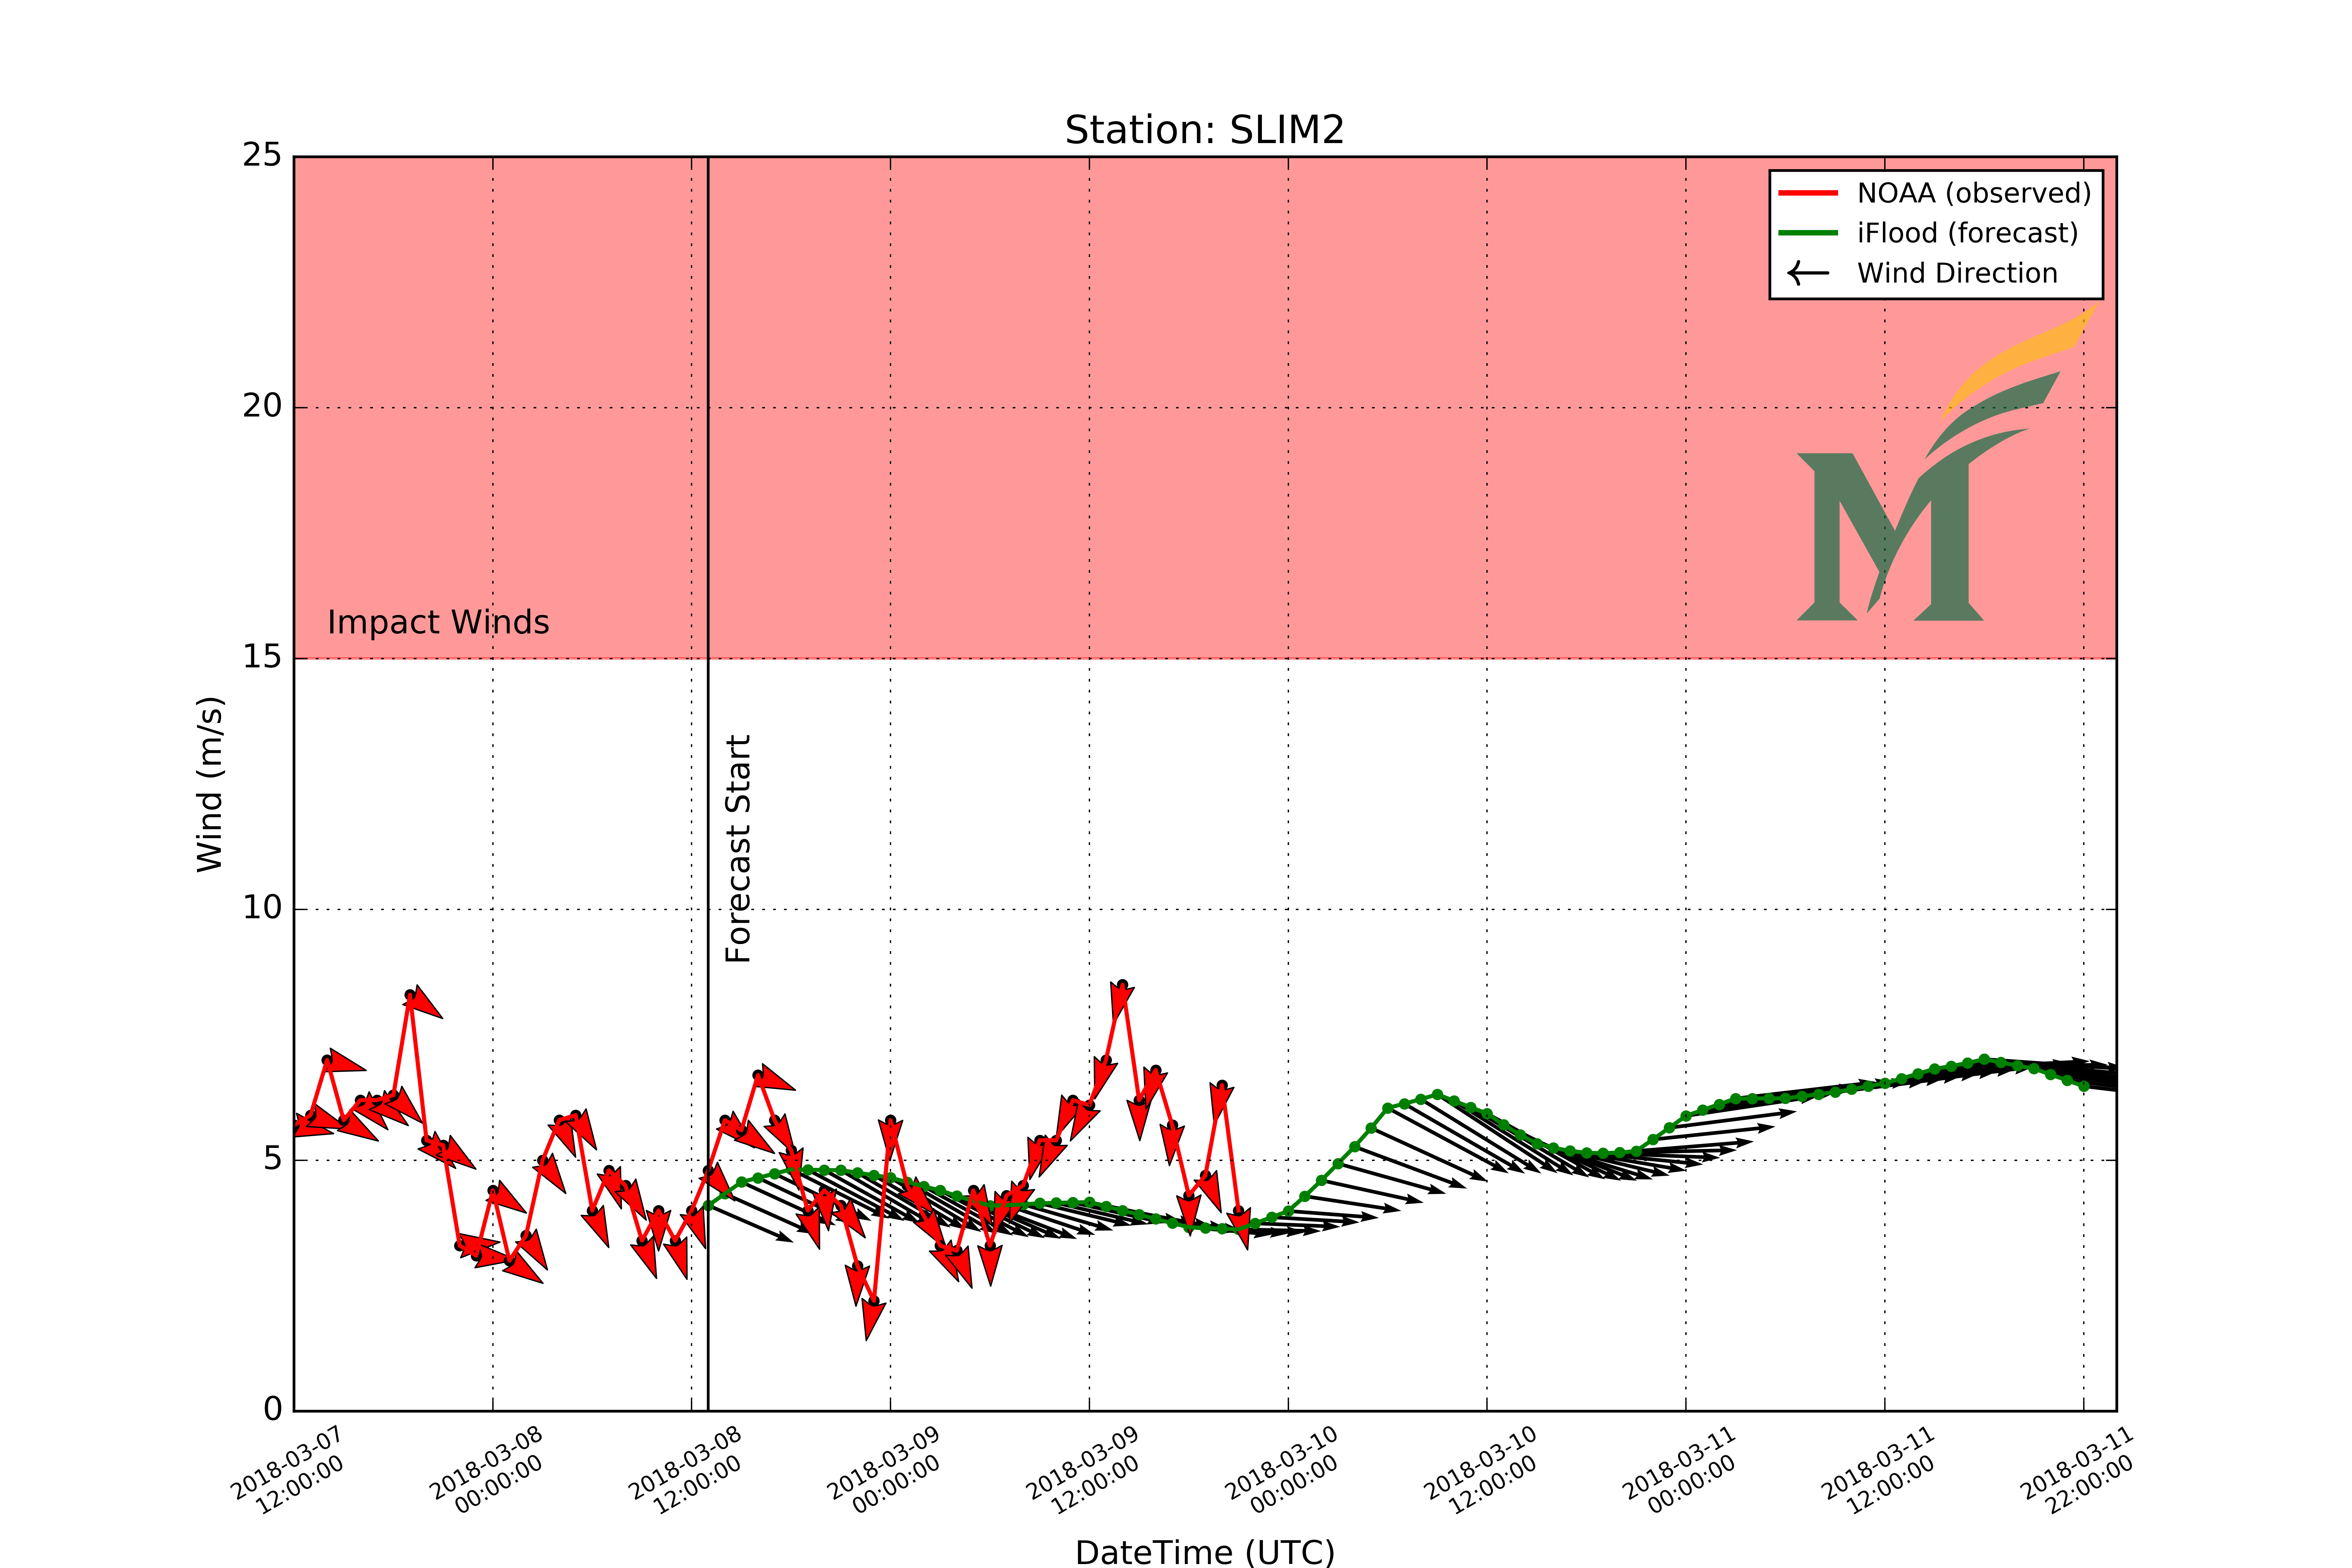 Station: SLIM2
25
20
15
10
5
0
Wind (m/s)
NOAA (observed)
iFlood (forecast)
Wind Direction
Impact Winds
Forecast Start
M
2018-03-07
12:00:00
2018-03-08
00:00:00
2018-03-08
12:00:00
2018-03-09
00:00:00
2018-03-09
12:00:00
2018-03-10
00:00:00
2018-03-10
12:00:00
2018-03-11
00:00:00
2018-03-11
12:00:00
2018-03-11
22:00:00
DateTime (UTC)